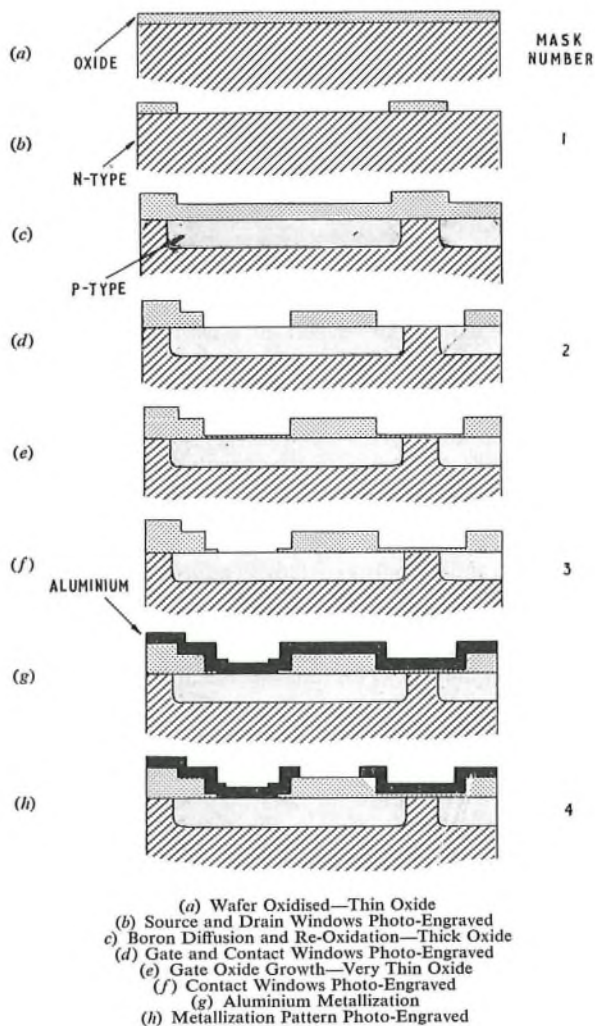 (a)
OXIDE
MASK
NUMBER
(b)
N-TYPE
1
(c)
P-TYPE
(d)
2
(e)
(f)
3
ALUMINIUM
(g)
(h)
4
(a) Wafer Oxidised—Thin Oxide
(b) Source and Drain Windows Photo-Engraved
c) Boron Diffusion and Re-Oxidation—Thick Oxide
(d) Gate and Contact Windows Photo-Engraved
(e) Gate Oxide Growth—Very Thin Oxide
(f) Contact Windows Photo-Engraved
(g) Aluminium Metallization
(h) Metallization Pattern Photo-Engraved